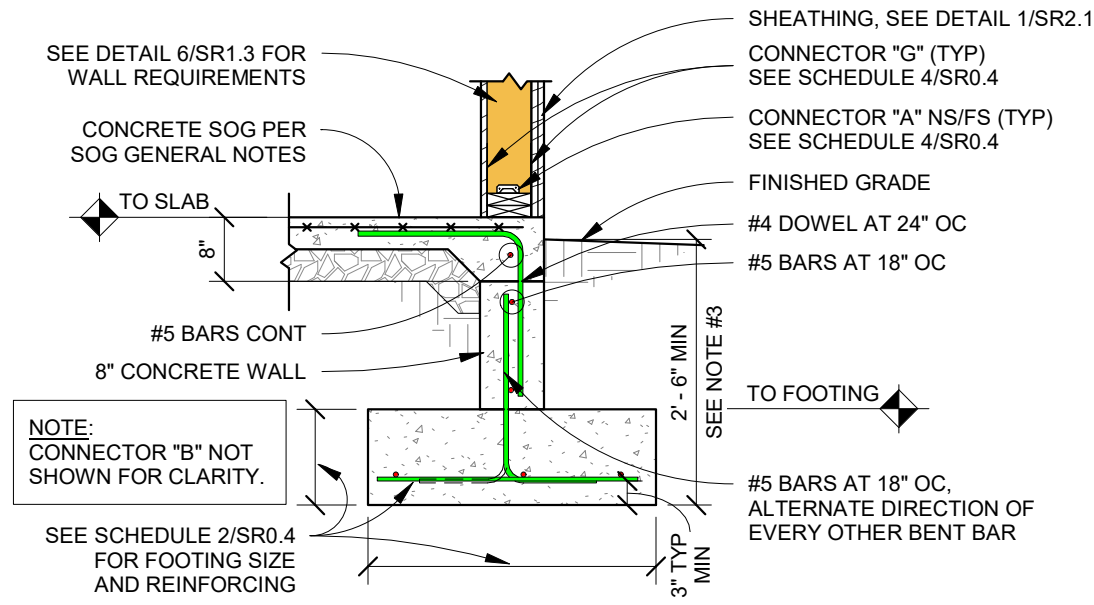 SEE DETAIL 6/SR1.3 FOR
WALL REQUIREMENTS
CONCRETE SOG PER
SOG GENERAL NOTES
TO SLAB
8"
#5 BARS CONT
8" CONCRETE WALL
NOTE:
CONNECTOR "B" NOT
SHOWN FOR CLARITY.
SEE SCHEDULE 2/SR0.4
FOR FOOTING SIZE
AND REINFORCING
SHEATHING, SEE DETAIL 1/SR2.1
CONNECTOR "G" (TYP)
SEE SCHEDULE 4/SR0.4
CONNECTOR "A" NS/FS (TYP)
SEE SCHEDULE 4/SR0.4
FINISHED GRADE
#4 DOWEL AT 24" OC
#5 BARS AT 18" OC
2' - 6" MIN
SEE NOTE #3
TO FOOTING
#5 BARS AT 18" OC,
ALTERNATE DIRECTION OF
EVERY OTHER BENT BAR
3" TYP
MIN